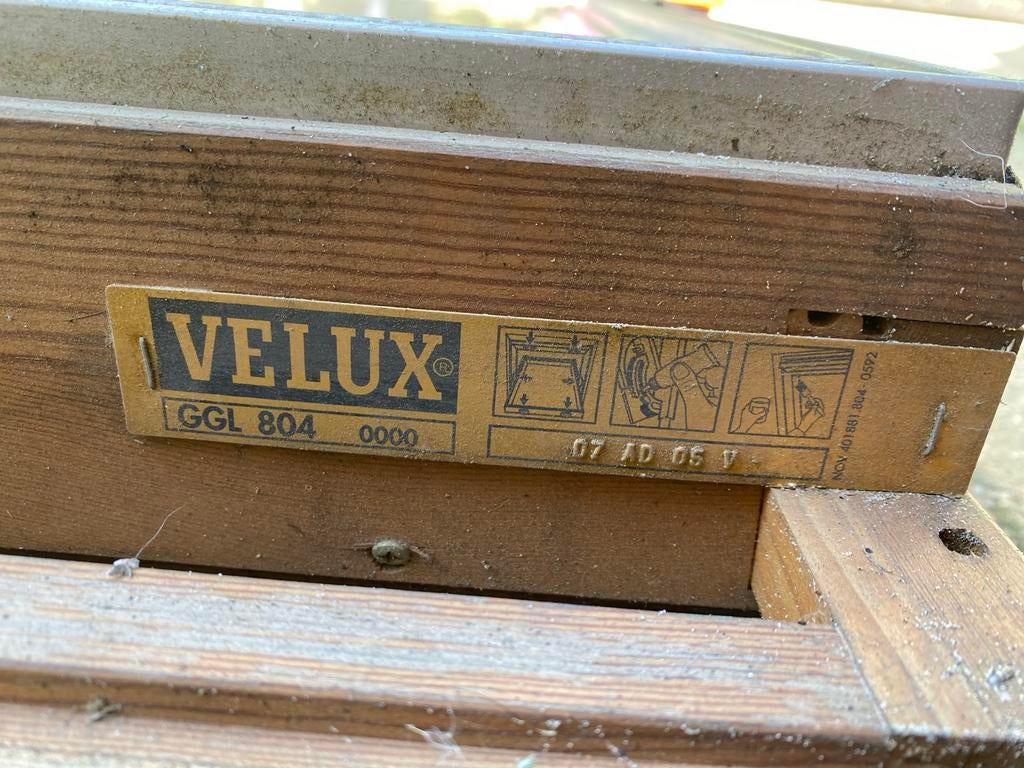 VELUX®
GGL 804 0000
07 AD 05 V
NOV 401881.804-0592